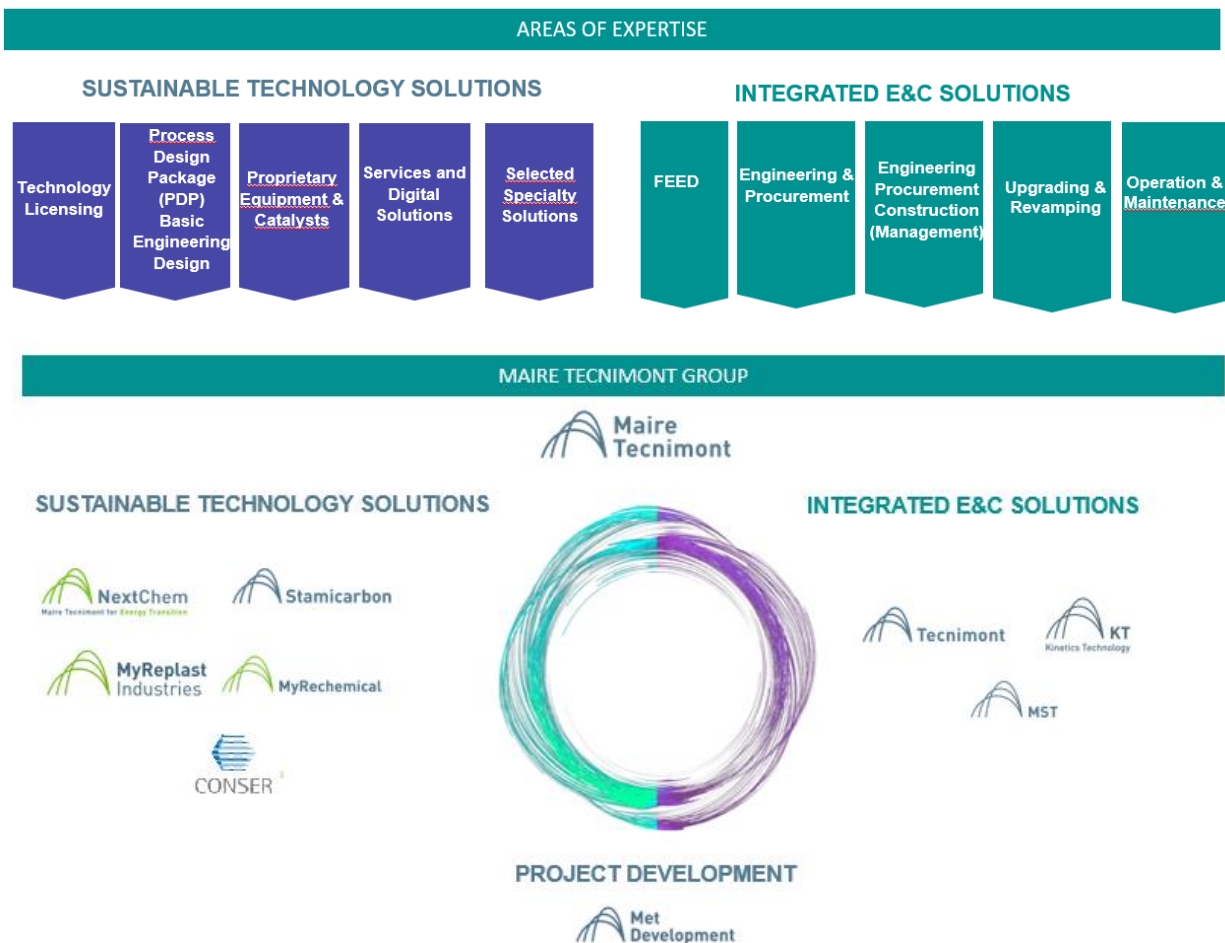 AREAS OF EXPERTISE
SUSTAINABLE TECHNOLOGY SOLUTIONS
INTEGRATED E&C SOLUTIONS
Technology
Licensing
Process
Design
Package
(PDP)
Basic
Engineering
Design
Proprietary
Equipment &
Catalysts
Services and
Digital
Solutions
Selected
Specialty
Solutions
FEED
Engineering &
Procurement
Engineering
Procurement
Construction
(Management)
Upgrading &
Revamping
Operation &
Maintenance
MAIRE TECNIMONT GROUP
Maire
Tecnimont
SUSTAINABLE TECHNOLOGY SOLUTIONS
INTEGRATED E&C SOLUTIONS
NextChem
Maire Tecnimont for Energy Transition
Stamicarbon
MyReplast
Industries
MyRechemical
CONSER
Tecnimont
KT
Kinetics Technology
MST
PROJECT DEVELOPMENT
Met
Development